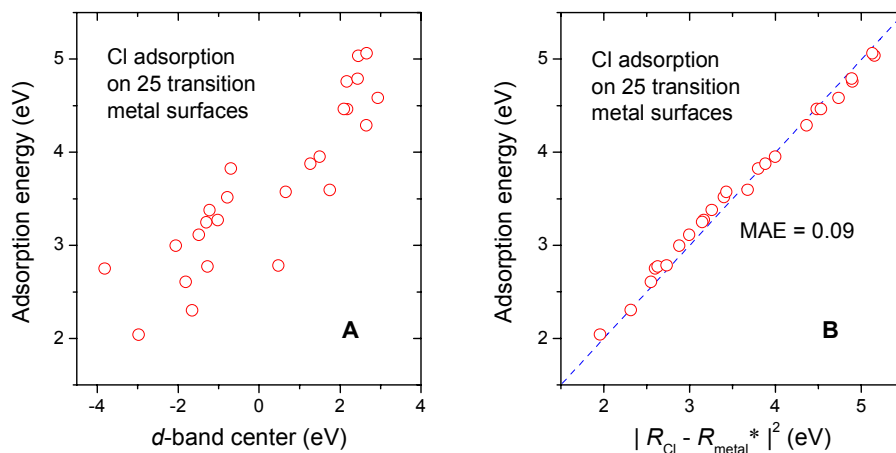 Cl adsorption
on 25 transition
metal surfaces
Adsorption energy (eV)
5
4
3
2
A
-4 -2 0 2 4
d-band center (eV)
Cl adsorption
on 25 transition
metal surfaces
Adsorption energy (eV)
5
4
3
2
MAE = 0.09
B
2 3 4 5
| R_Cl - R_metal* |² (eV)